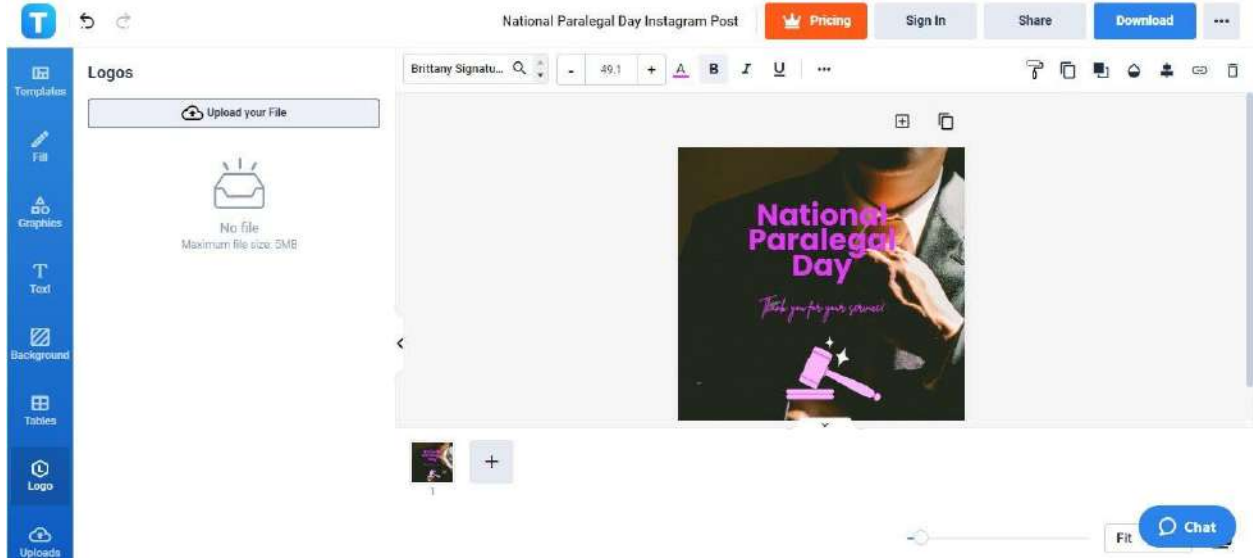 T
National Paralegal Day Instagram Post
Pricing
Sign In
Share
Download
Templates
Logos
Brittany Signatu...
-
49.1
+
A
B
I
U
Upload your File
Fill
Graphics
No file
Maximum file size: 5MB
National
Paralegal
Day
Thank you for your service!
T
Text
Background
Tables
L
Logo
+
1
Uploads
Fit
Chat